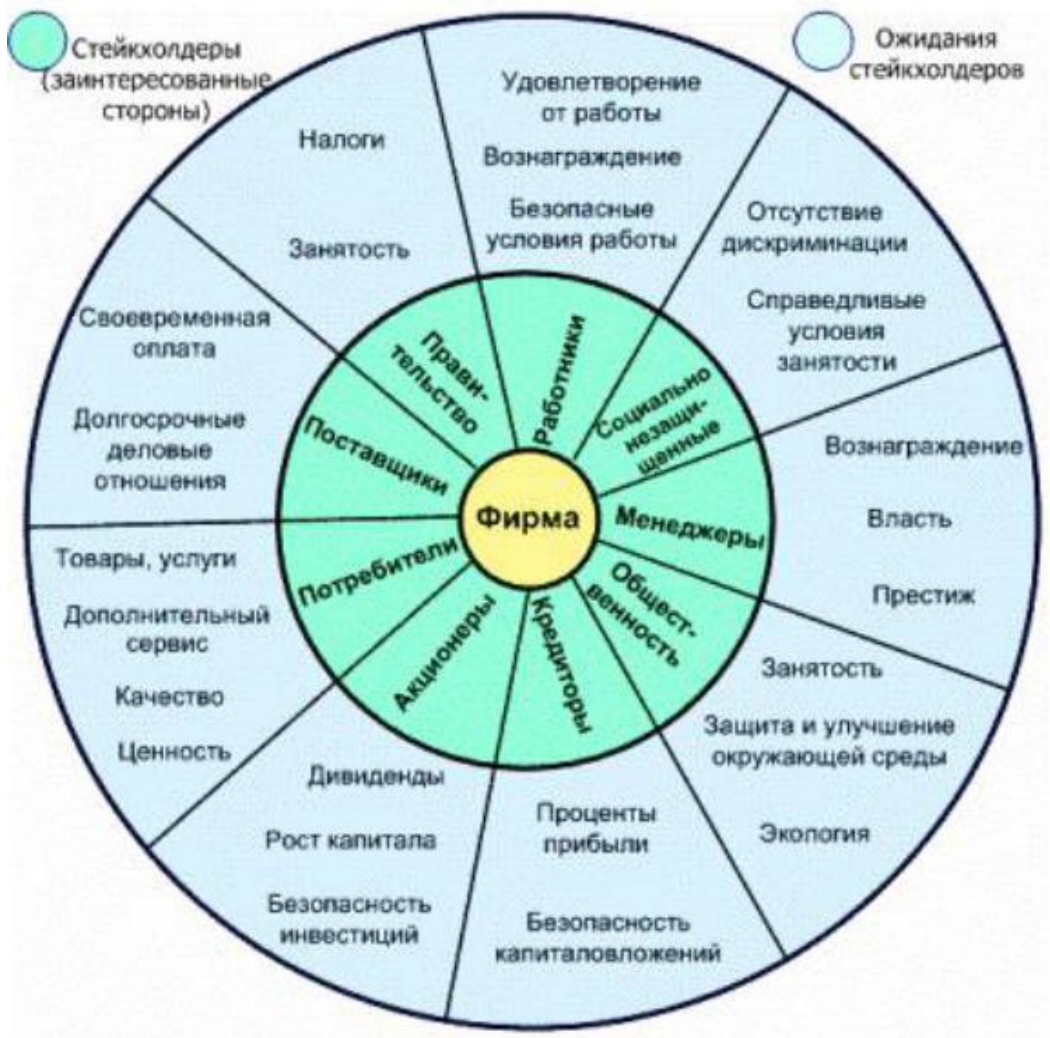 Стейкхолдеры
(заинтересованные
стороны)
Ожидания
стейкхолдеров
Налоги
Занятость
Удовлетворение
от работы
Вознаграждение
Безопасные
условия работы
Отсутствие
дискриминации
Справедливые
условия
занятости
Вознаграждение
Власть
Престиж
Занятость
Защита и улучшение
окружающей среды
Экология
Проценты
прибыли
Безопасность
капиталовложений
Дивиденды
Рост капитала
Безопасность
инвестиций
Товары, услуги
Дополнительный
сервис
Качество
Ценность
Своевременная
оплата
Долгосрочные
деловые
отношения
Прави-
тельство
Работники
Социально
незащи-
щенные
Менеджеры
Общест-
венность
Кредиторы
Акционеры
Потребители
Поставщики
Фирма